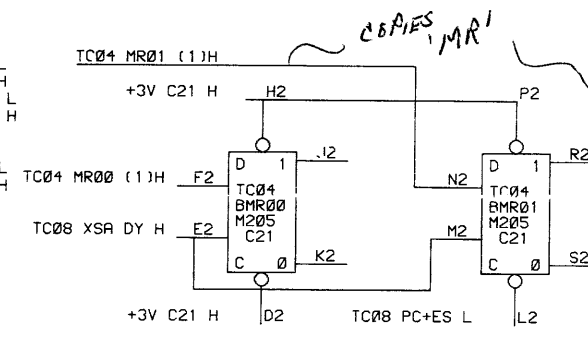 COPIES 'MR'
TC04 MR01 (1)H
H
L
H
+3V C21 H
H2
P2
D 1
J2
D 1
R2
L
H
TC04 MR00 (1)H
F2
N2
TC04
BMR00
M205
C21
TC04
BMR01
M205
C21
TC08 XSA DY H
E2
M2
C 0
K2
C 0
S2
+3V C21 H
D2
TC08 PC+ES L
L2